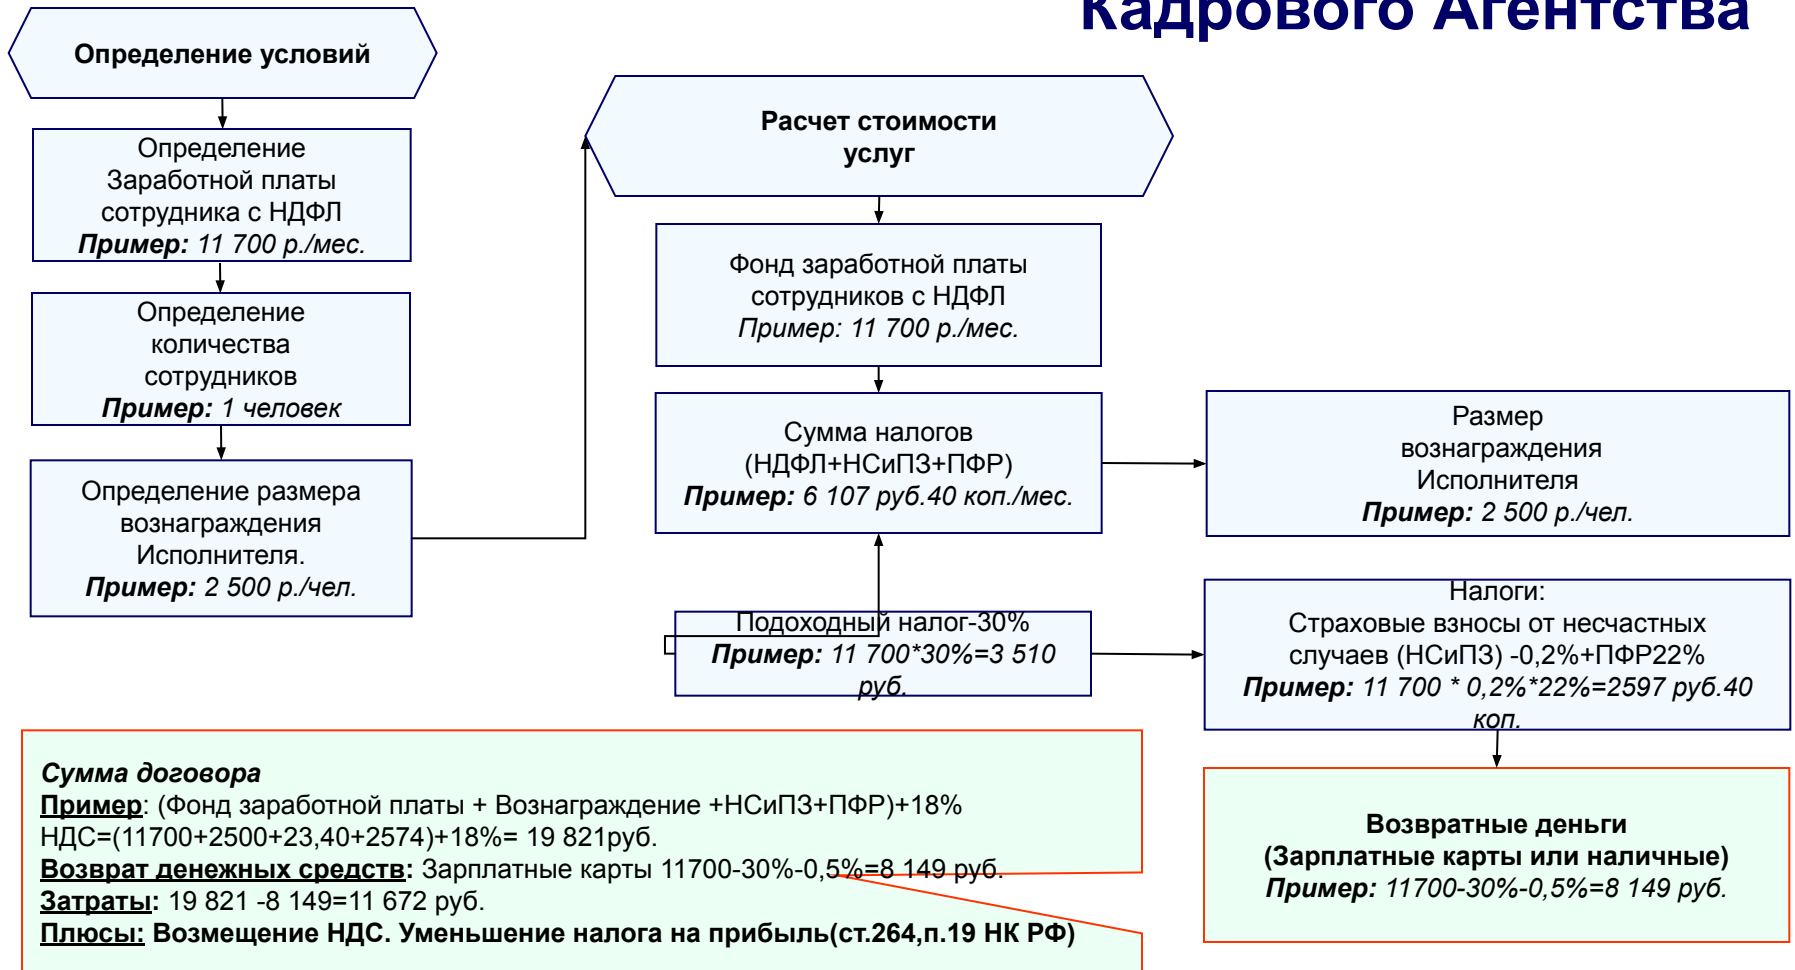 Кадрового Агентства
Определение условий
Определение
Заработной платы
сотрудника с НДФЛ
Пример: 11 700 р./мес.
Определение
количества
сотрудников
Пример: 1 человек
Определение размера
вознаграждения
Исполнителя.
Пример: 2 500 р./чел.
Расчет стоимости
услуг
Фонд заработной платы
сотрудников с НДФЛ
Пример: 11 700 р./мес.
Сумма налогов
(НДФЛ+НСиПЗ+ПФР)
Пример: 6 107 руб.40 коп./мес.
Размер
вознаграждения
Исполнителя
Пример: 2 500 р./чел.
Подоходный налог-30%
Пример: 11 700*30%=3 510
руб.
Налоги:
Страховые взносы от несчастных
случаев (НСиПЗ) -0,2%+ПФР22%
Пример: 11 700 * 0,2%*22%=2597 руб.40
коп.
Сумма договора
Пример: (Фонд заработной платы + Вознаграждение +НСиПЗ+ПФР)+18%
НДС=(11700+2500+23,40+2574)+18%= 19 821руб.
Возврат денежных средств: Зарплатные карты 11700-30%-0,5%=8 149 руб.
Затраты: 19 821 -8 149=11 672 руб.
Плюсы: Возмещение НДС. Уменьшение налога на прибыль(ст.264,п.19 НК РФ)
Возвратные деньги
(Зарплатные карты или наличные)
Пример: 11700-30%-0,5%=8 149 руб.